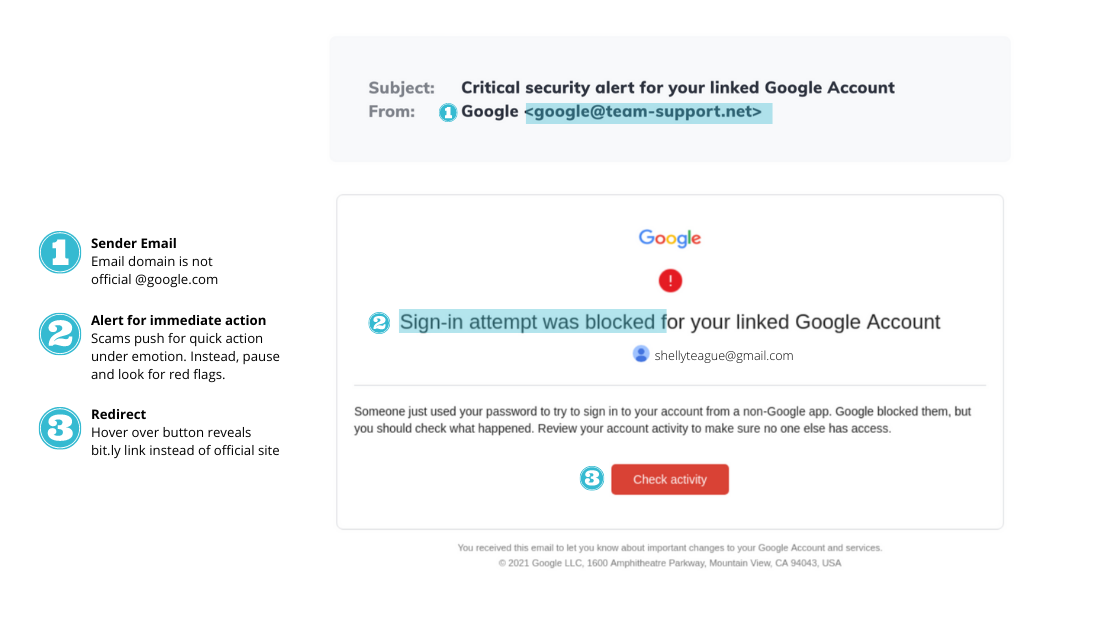 Subject: Critical security alert for your linked Google Account
From: 1 Google <google@team-support.net>
1 Sender Email
Email domain is not
official @google.com
2 Alert for immediate action
Scams push for quick action
under emotion. Instead, pause
and look for red flags.
3 Redirect
Hover over button reveals
bit.ly link instead of official site
Google
!
2 Sign-in attempt was blocked for your linked Google Account
shellyteague@gmail.com
Someone just used your password to try to sign in to your account from a non-Google app. Google blocked them, but
you should check what happened. Review your account activity to make sure no one else has access.
3 Check activity
You received this email to let you know about important changes to your Google Account and services.
© 2021 Google LLC, 1600 Amphitheatre Parkway, Mountain View, CA 94043, USA